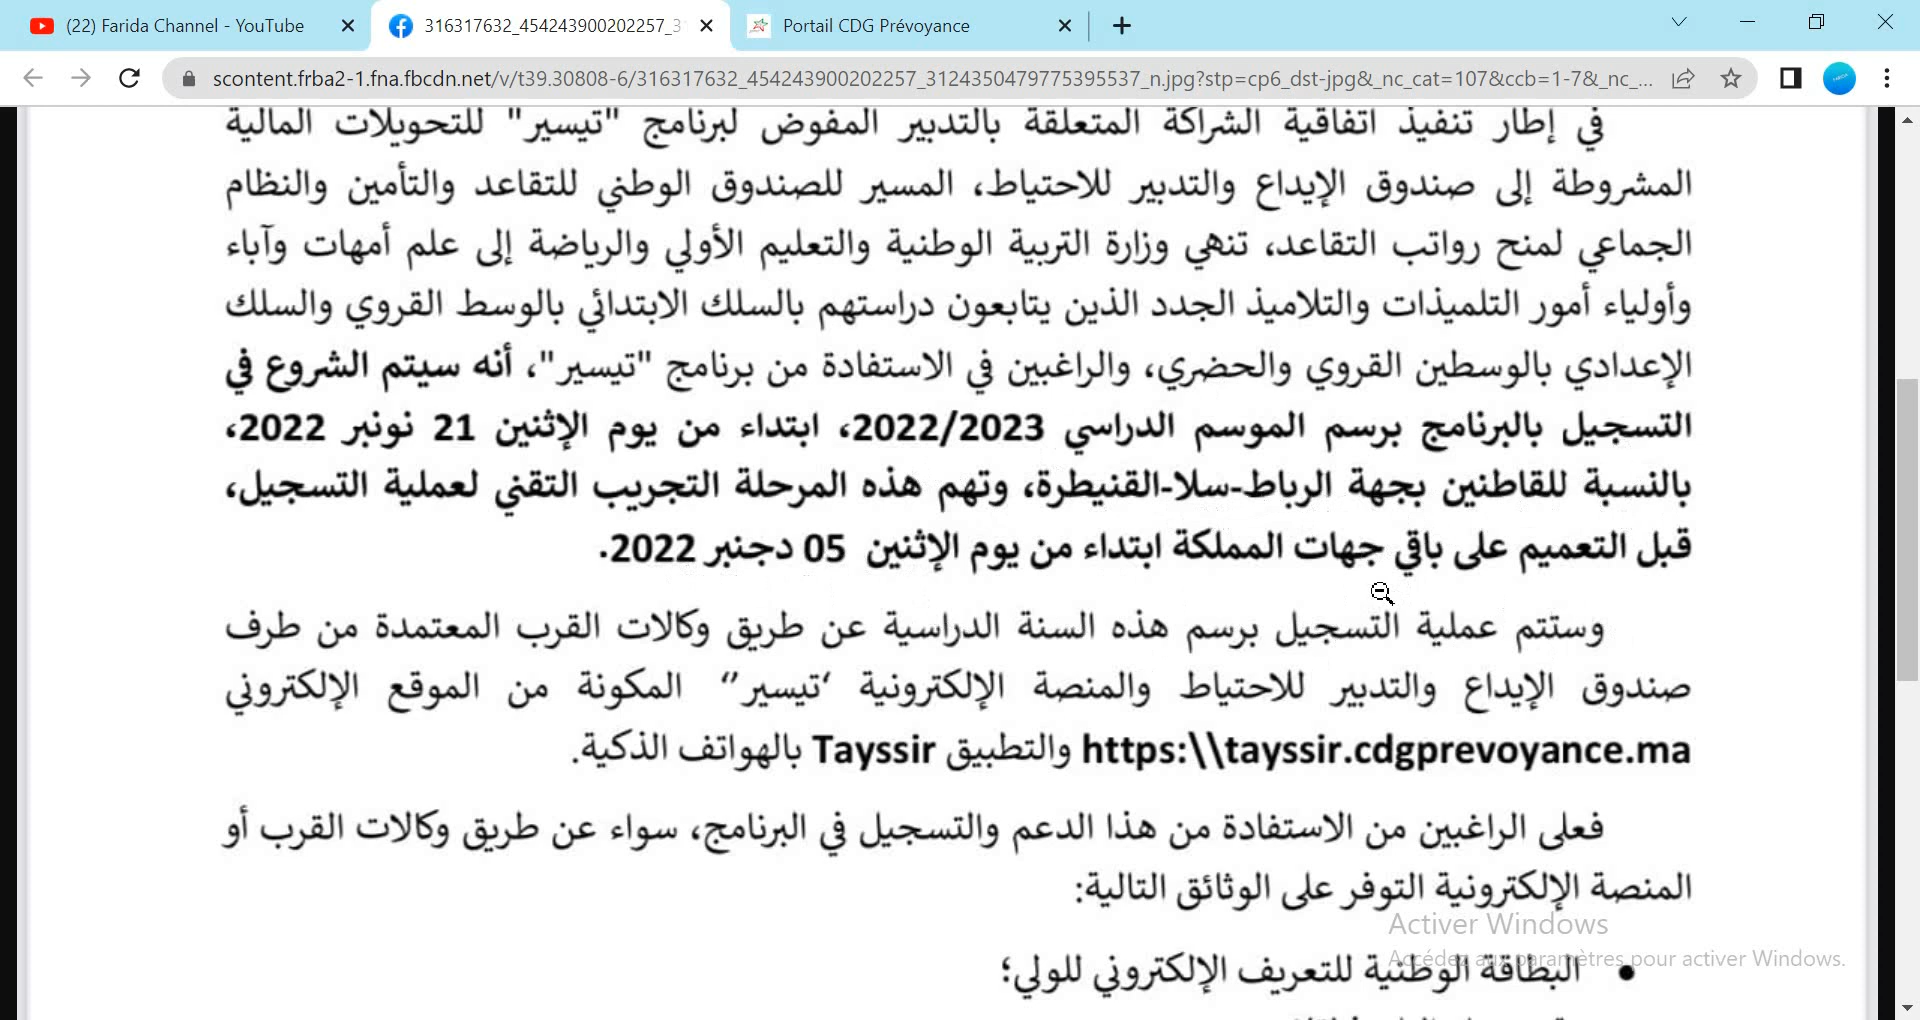 (22) Farida Channel - YouTube
316317632_454243900202257_3
Portail CDG Prévoyance
scontent.frba2-1.fna.fbcdn.net/v/t39.30808-6/316317632_454243900202257_3124350479775395537_n.jpg?stp=cp6_dst-jpg&_nc_cat=107&ccb=1-7&_nc_...
في إطار تنفيذ اتفاقية الشراكة المتعلقة بالتدبير المفوض لبرنامج "تيسير" للتحويلات المالية
المشروطة إلى صندوق الإيداع والتدبير للاحتياط، المسير للصندوق الوطني للتقاعد والتأمين والنظام
الجماعي لمنح رواتب التقاعد، تنهي وزارة التربية الوطنية والتعليم الأولي والرياضة إلى علم أمهات وآباء
وأولياء أمور التلميذات والتلاميذ الجدد الذين يتابعون دراستهم بالسلك الابتدائي بالوسط القروي والسلك
الإعدادي بالوسطين القروي والحضري، والراغبين في الاستفادة من برنامج "تيسير"، أنه سيتم الشروع في
التسجيل بالبرنامج برسم الموسم الدراسي 2022/2023، ابتداء من يوم الإثنين 21 نونبر 2022،
بالنسبة للقاطنين بجهة الرباط-سلا-القنيطرة، وتهم هذه المرحلة التجريب التقني لعملية التسجيل،
قبل التعميم على باقي جهات المملكة ابتداء من يوم الإثنين 05 دجنبر 2022.
وستتم عملية التسجيل برسم هذه السنة الدراسية عن طريق وكالات القرب المعتمدة من طرف
صندوق الإيداع والتدبير للاحتياط والمنصة الإلكترونية ‘تيسير’’ المكونة من الموقع الإلكتروني
https:\\tayssir.cdgprevoyance.ma والتطبيق Tayssir بالهواتف الذكية.
فعلى الراغبين من الاستفادة من هذا الدعم والتسجيل في البرنامج، سواء عن طريق وكالات القرب أو
المنصة الإلكترونية التوفر على الوثائق التالية:
Activer Windows
Accédez aux paramètres pour activer Windows.
● البطاقة الوطنية للتعريف الإلكتروني للولي؛